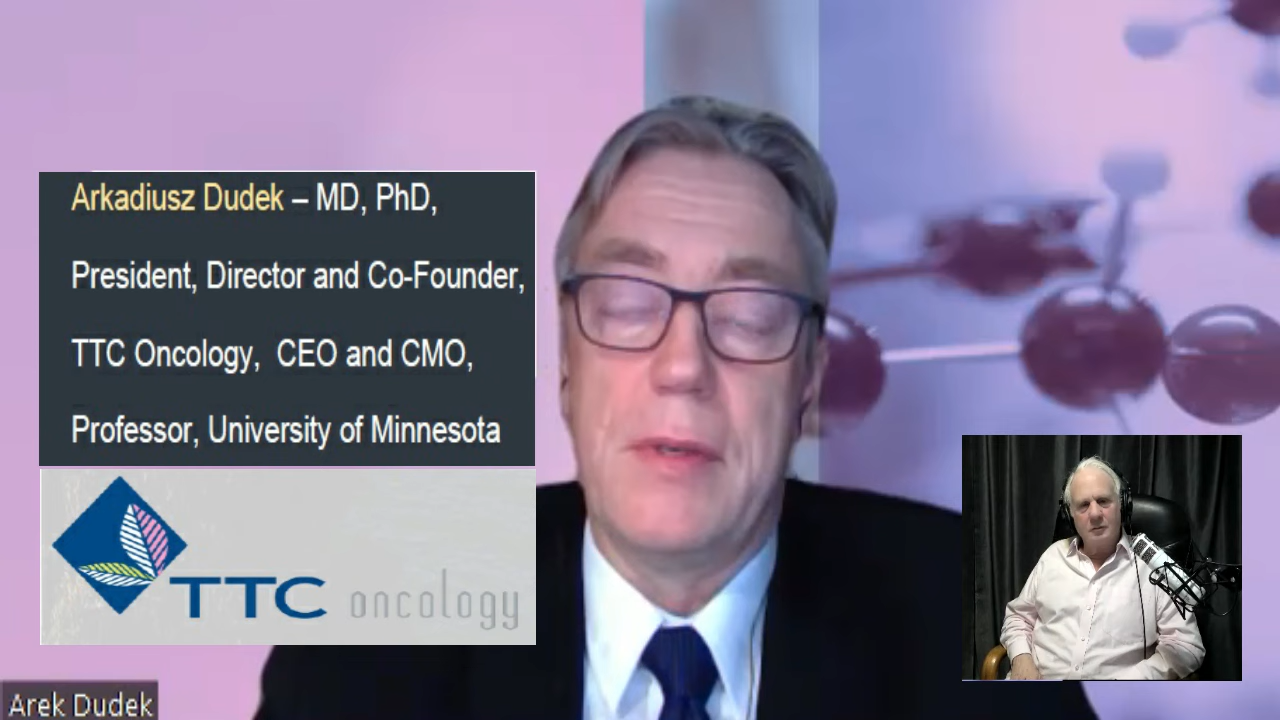 Arkadiusz Dudek – MD, PhD,
President, Director and Co-Founder,
TTC Oncology, CEO and CMO,
Professor, University of Minnesota
TTC oncology
Arek Dudek